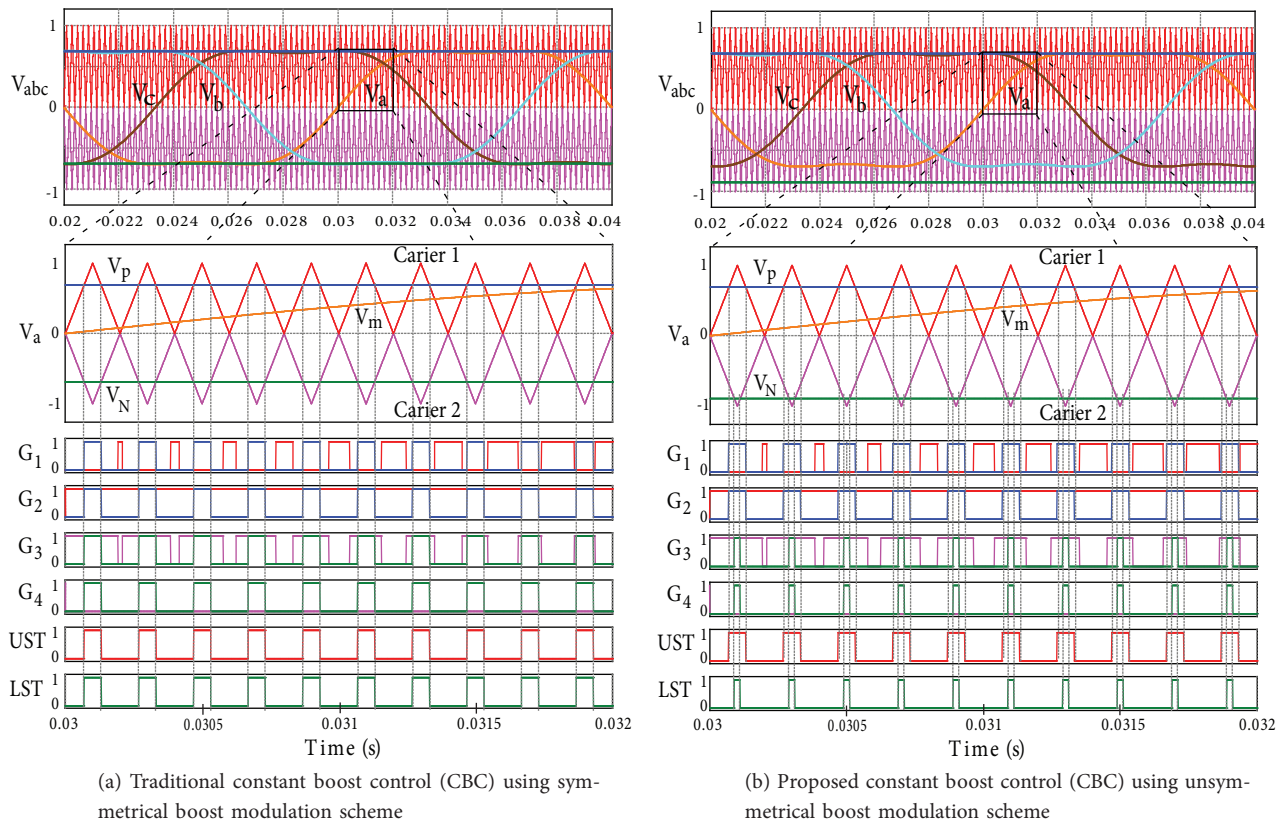 1
V_abc
0
-1
V_c
V_b
V_a
0.02 0.022 0.024 0.026 0.028 0.03 0.032 0.034 0.036 0.038 0.04
1
V_a
0
-1
V_p
Carier 1
V_m
V_N
Carier 2
G_1 1
0
G_2 1
0
G_3 1
0
G_4 1
0
UST 1
0
LST 1
0
0.03 0.0305 0.031 0.0315 0.032
Time (s)
(a) Traditional constant boost control (CBC) using sym-
metrical boost modulation scheme
1
V_abc
0
-1
V_c
V_b
V_a
0.02 0.022 0.024 0.026 0.028 0.03 0.032 0.034 0.036 0.038 0.04
1
V_a
0
-1
V_p
Carier 1
V_m
V_N
Carier 2
G_1 1
0
G_2 1
0
G_3 1
0
G_4 1
0
UST 1
0
LST 1
0
0.03 0.0305 0.031 0.0315 0.032
Time (s)
(b) Proposed constant boost control (CBC) using unsym-
metrical boost modulation scheme